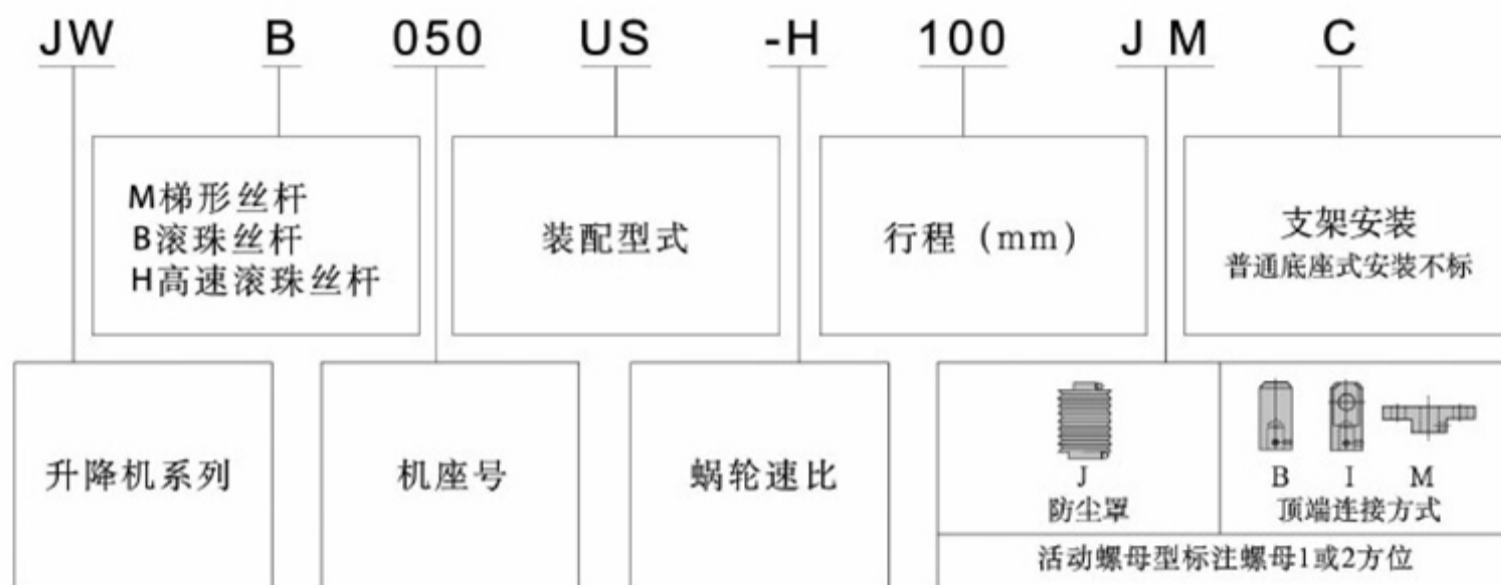 JW B 050 US -H 100 J M C
M梯形丝杆
B滚珠丝杆
H高速滚珠丝杆
装配型式
行程（mm）
支架安装
普通底座式安装不标
升降机系列
机座号
蜗轮速比
J
防尘罩
B I M
顶端连接方式
活动螺母型标注螺母1或2方位